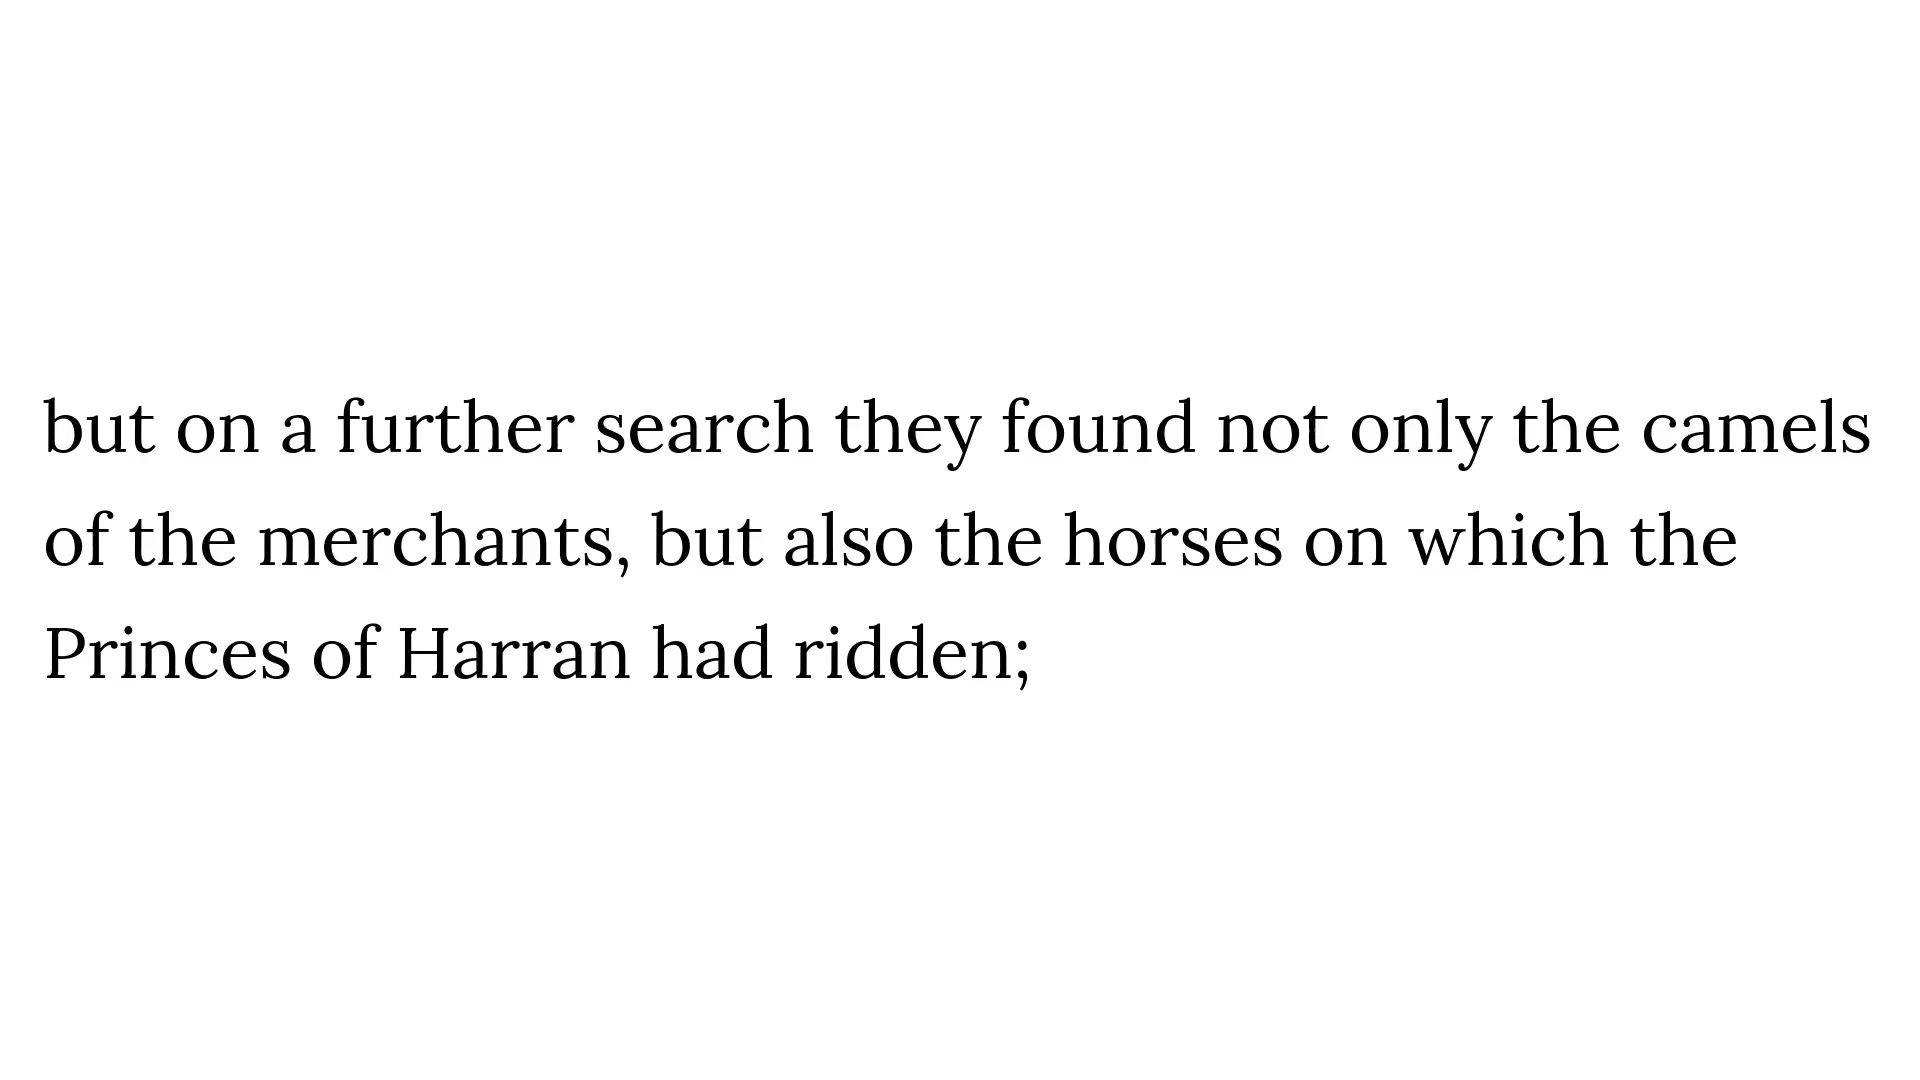 but on a further search they found not only the camels
of the merchants, but also the horses on which the
Princes of Harran had ridden;